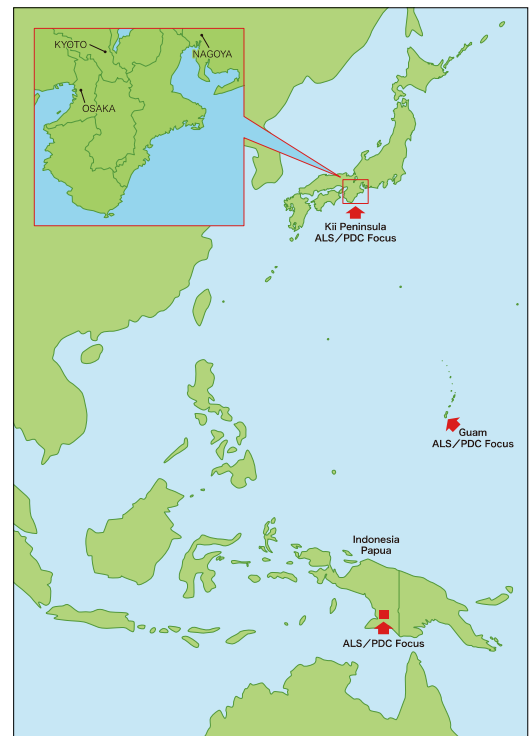 KYOTO
NAGOYA
OSAKA
Kii Peninsula
ALS／PDC Focus
Guam
ALS／PDC Focus
Indonesia
Papua
ALS／PDC Focus